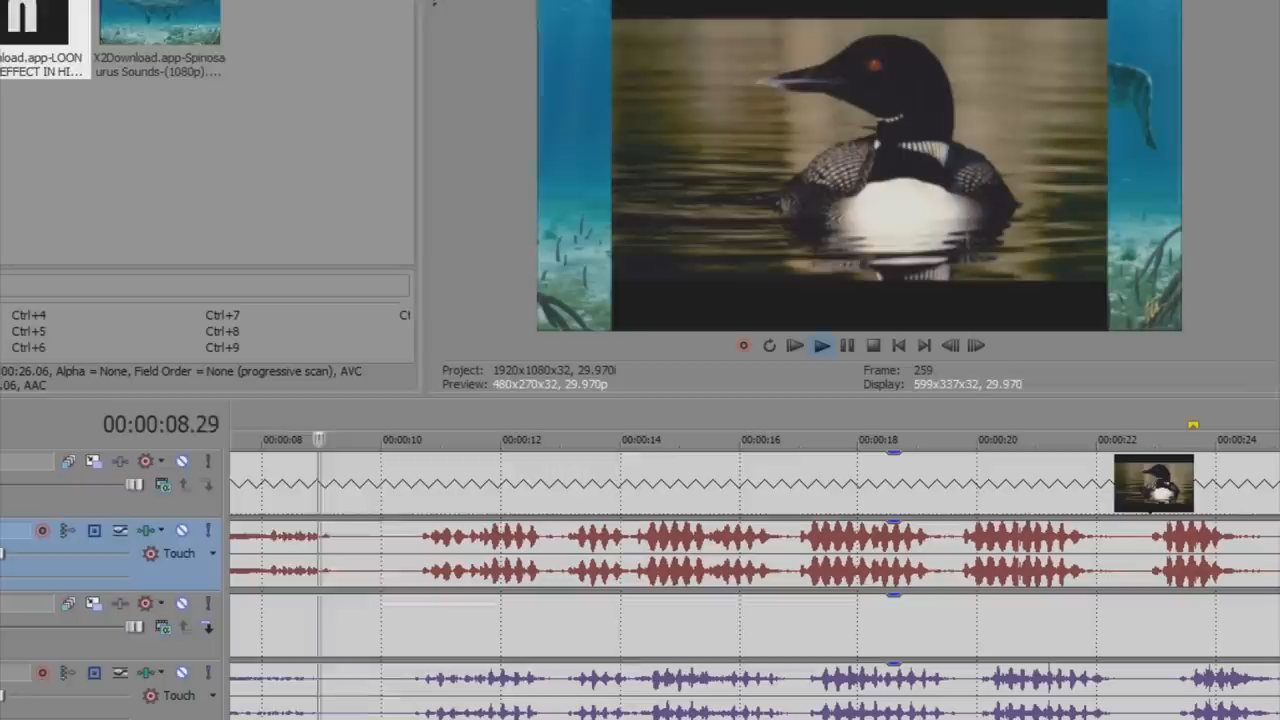 n
load.app-LOON
EFFECT IN HI...
X2Download.app-Spinosa
urus Sounds-(1080p)....
Ctrl+4
Ctrl+7
Ct
Ctrl+5
Ctrl+8
Ctrl+6
Ctrl+9
00:26.06, Alpha = None, Field Order = None (progressive scan), AVC
.06, AAC
Project: 1920x1080x32, 29.970i
Frame: 259
Preview: 480x270x32, 29.970p
Display: 599x337x32, 29.970
00:00:08.29
00:00:08
00:00:10
00:00:12
00:00:14
00:00:16
00:00:18
00:00:20
00:00:22
00:00:24
Touch
Touch